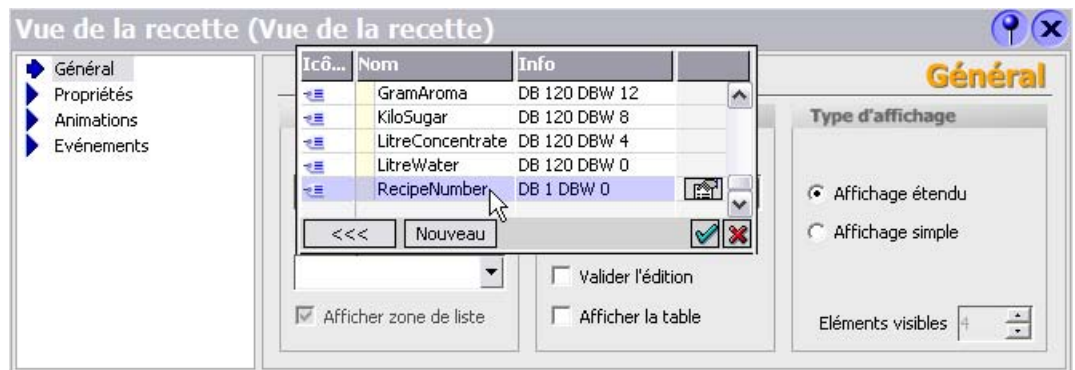 Vue de la recette (Vue de la recette)
Général
Propriétés
Animations
Evénements
Icô... Nom Info
GramAroma DB 120 DBW 12
KiloSugar DB 120 DBW 8
LitreConcentrate DB 120 DBW 4
LitreWater DB 120 DBW 0
RecipeNumber DB 1 DBW 0
<<< Nouveau
Afficher zone de liste
Valider l'édition
Afficher la table
Général
Type d'affichage
Affichage étendu
Affichage simple
Eléments visibles 4